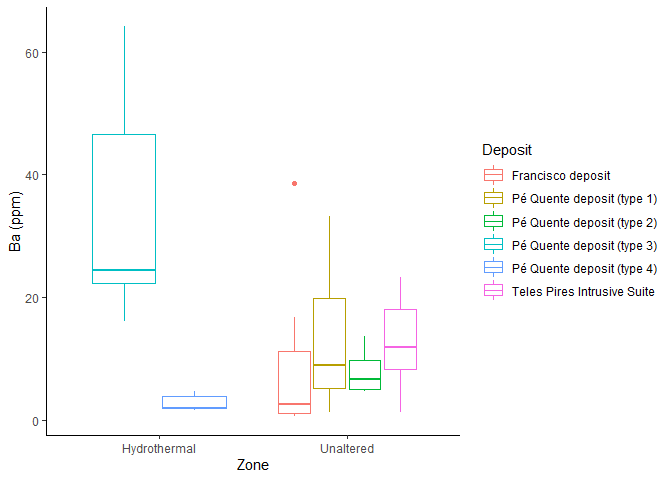 Ba (ppm)
60
40
20
0
Hydrothermal
Unaltered
Zone
Deposit
Francisco deposit
Pé Quente deposit (type 1)
Pé Quente deposit (type 2)
Pé Quente deposit (type 3)
Pé Quente deposit (type 4)
Teles Pires Intrusive Suite